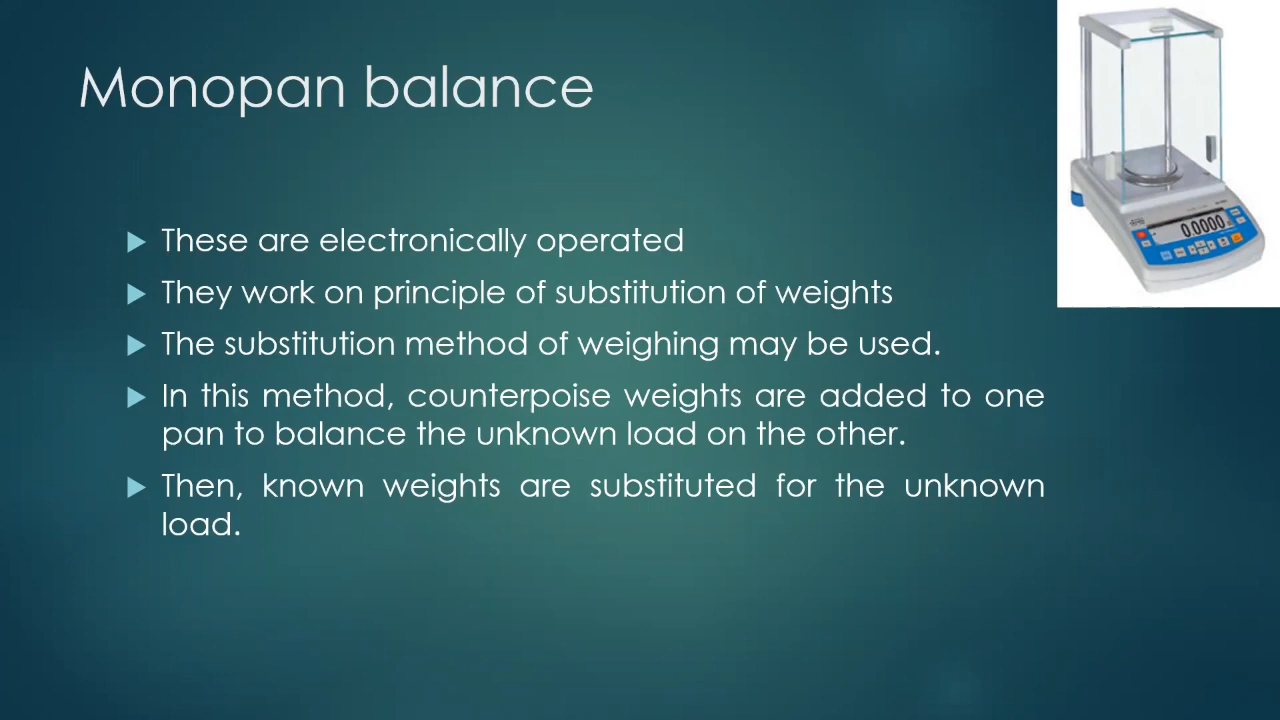 Monopan balance
0.0000
These are electronically operated
They work on principle of substitution of weights
The substitution method of weighing may be used.
In this method, counterpoise weights are added to one
pan to balance the unknown load on the other.
Then, known weights are substituted for the unknown
load.